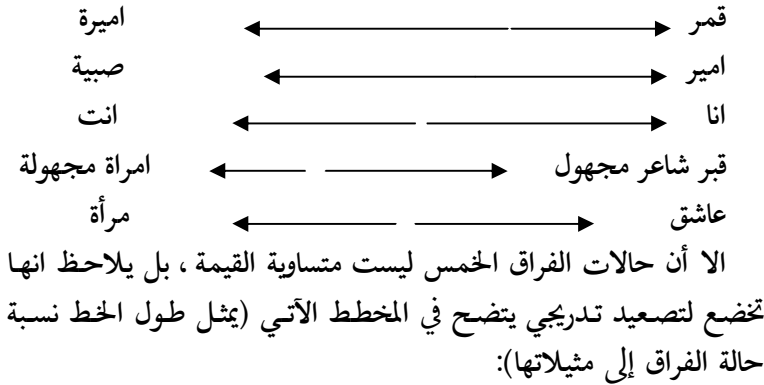 قمر اميرة
امير صبية
انا انت
قبر شاعر مجهول امراة مجهولة
عاشق مرأة
الا أن حالات الفراق الخمس ليست متساوية القيمة ، بل يلاحظ انها
تخضع لتصعيد تدريجي يتضح في المخطط الآتي (يمثل طول الخط نسبة
حالة الفراق إلى مثيلاتها):